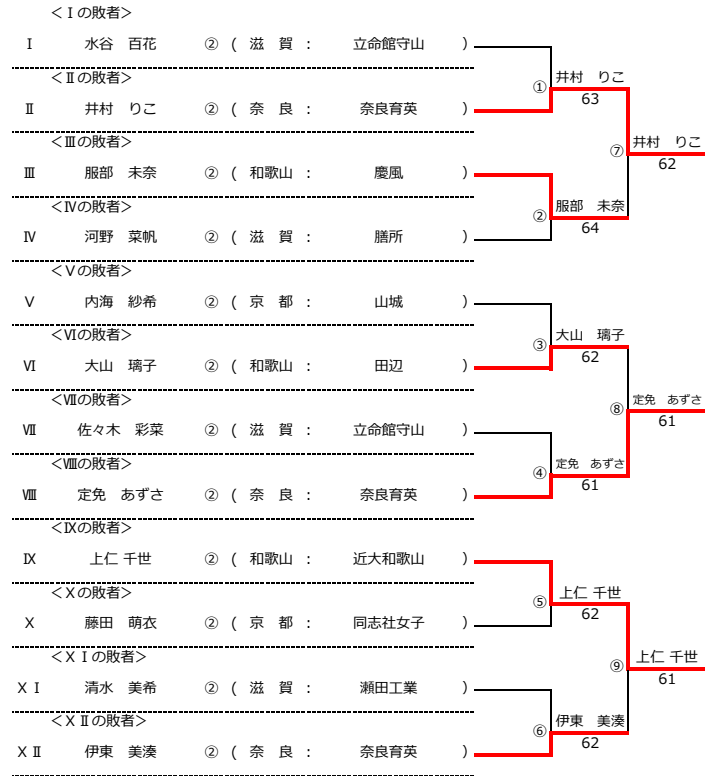 ＜Ⅰの敗者＞
Ⅰ 水谷 百花 ② ( 滋 賀 : 立命館守山 )
＜Ⅱの敗者＞
① 井村 りこ
63
Ⅱ 井村 りこ ② ( 奈 良 : 奈良育英 )
＜Ⅲの敗者＞
⑦ 井村 りこ
62
Ⅲ 服部 未奈 ② ( 和歌山 : 慶風 )
＜Ⅳの敗者＞
② 服部 未奈
64
Ⅳ 河野 菜帆 ② ( 滋 賀 : 膳所 )
＜Ⅴの敗者＞
Ⅴ 内海 紗希 ② ( 京 都 : 山城 )
＜Ⅵの敗者＞
③ 大山 璃子
62
Ⅵ 大山 璃子 ② ( 和歌山 : 田辺 )
＜Ⅶの敗者＞
⑧ 定免 あずさ
61
Ⅶ 佐々木 彩菜 ② ( 滋 賀 : 立命館守山 )
＜Ⅷの敗者＞
④ 定免 あずさ
61
Ⅷ 定免 あずさ ② ( 奈 良 : 奈良育英 )
＜Ⅸの敗者＞
Ⅸ 上仁 千世 ② ( 和歌山 : 近大和歌山 )
＜Ⅹの敗者＞
⑤ 上仁 千世
62
Ⅹ 藤田 萌衣 ② ( 京 都 : 同志社女子 )
＜ⅩⅠの敗者＞
⑨ 上仁 千世
61
ⅩⅠ 清水 美希 ② ( 滋 賀 : 瀬田工業 )
＜ⅩⅡの敗者＞
⑥ 伊東 美湊
62
ⅩⅡ 伊東 美湊 ② ( 奈 良 : 奈良育英 )